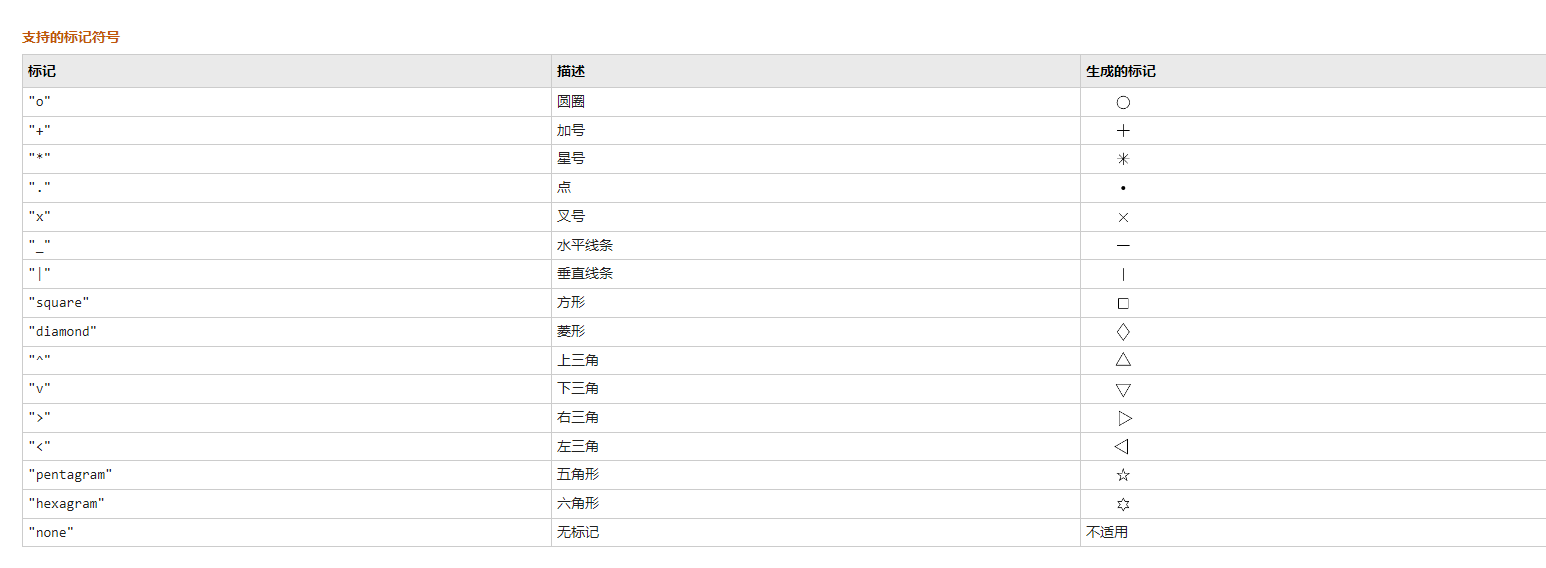 支持的标记符号
标记 描述 生成的标记
"o" 圆圈
"+" 加号
"*" 星号
"." 点
"x" 叉号
"_" 水平线条
"|" 垂直线条
"square" 方形
"diamond" 菱形
"^" 上三角
"v" 下三角
">" 右三角
"<" 左三角
"pentagram" 五角形
"hexagram" 六角形
"none" 无标记 不适用